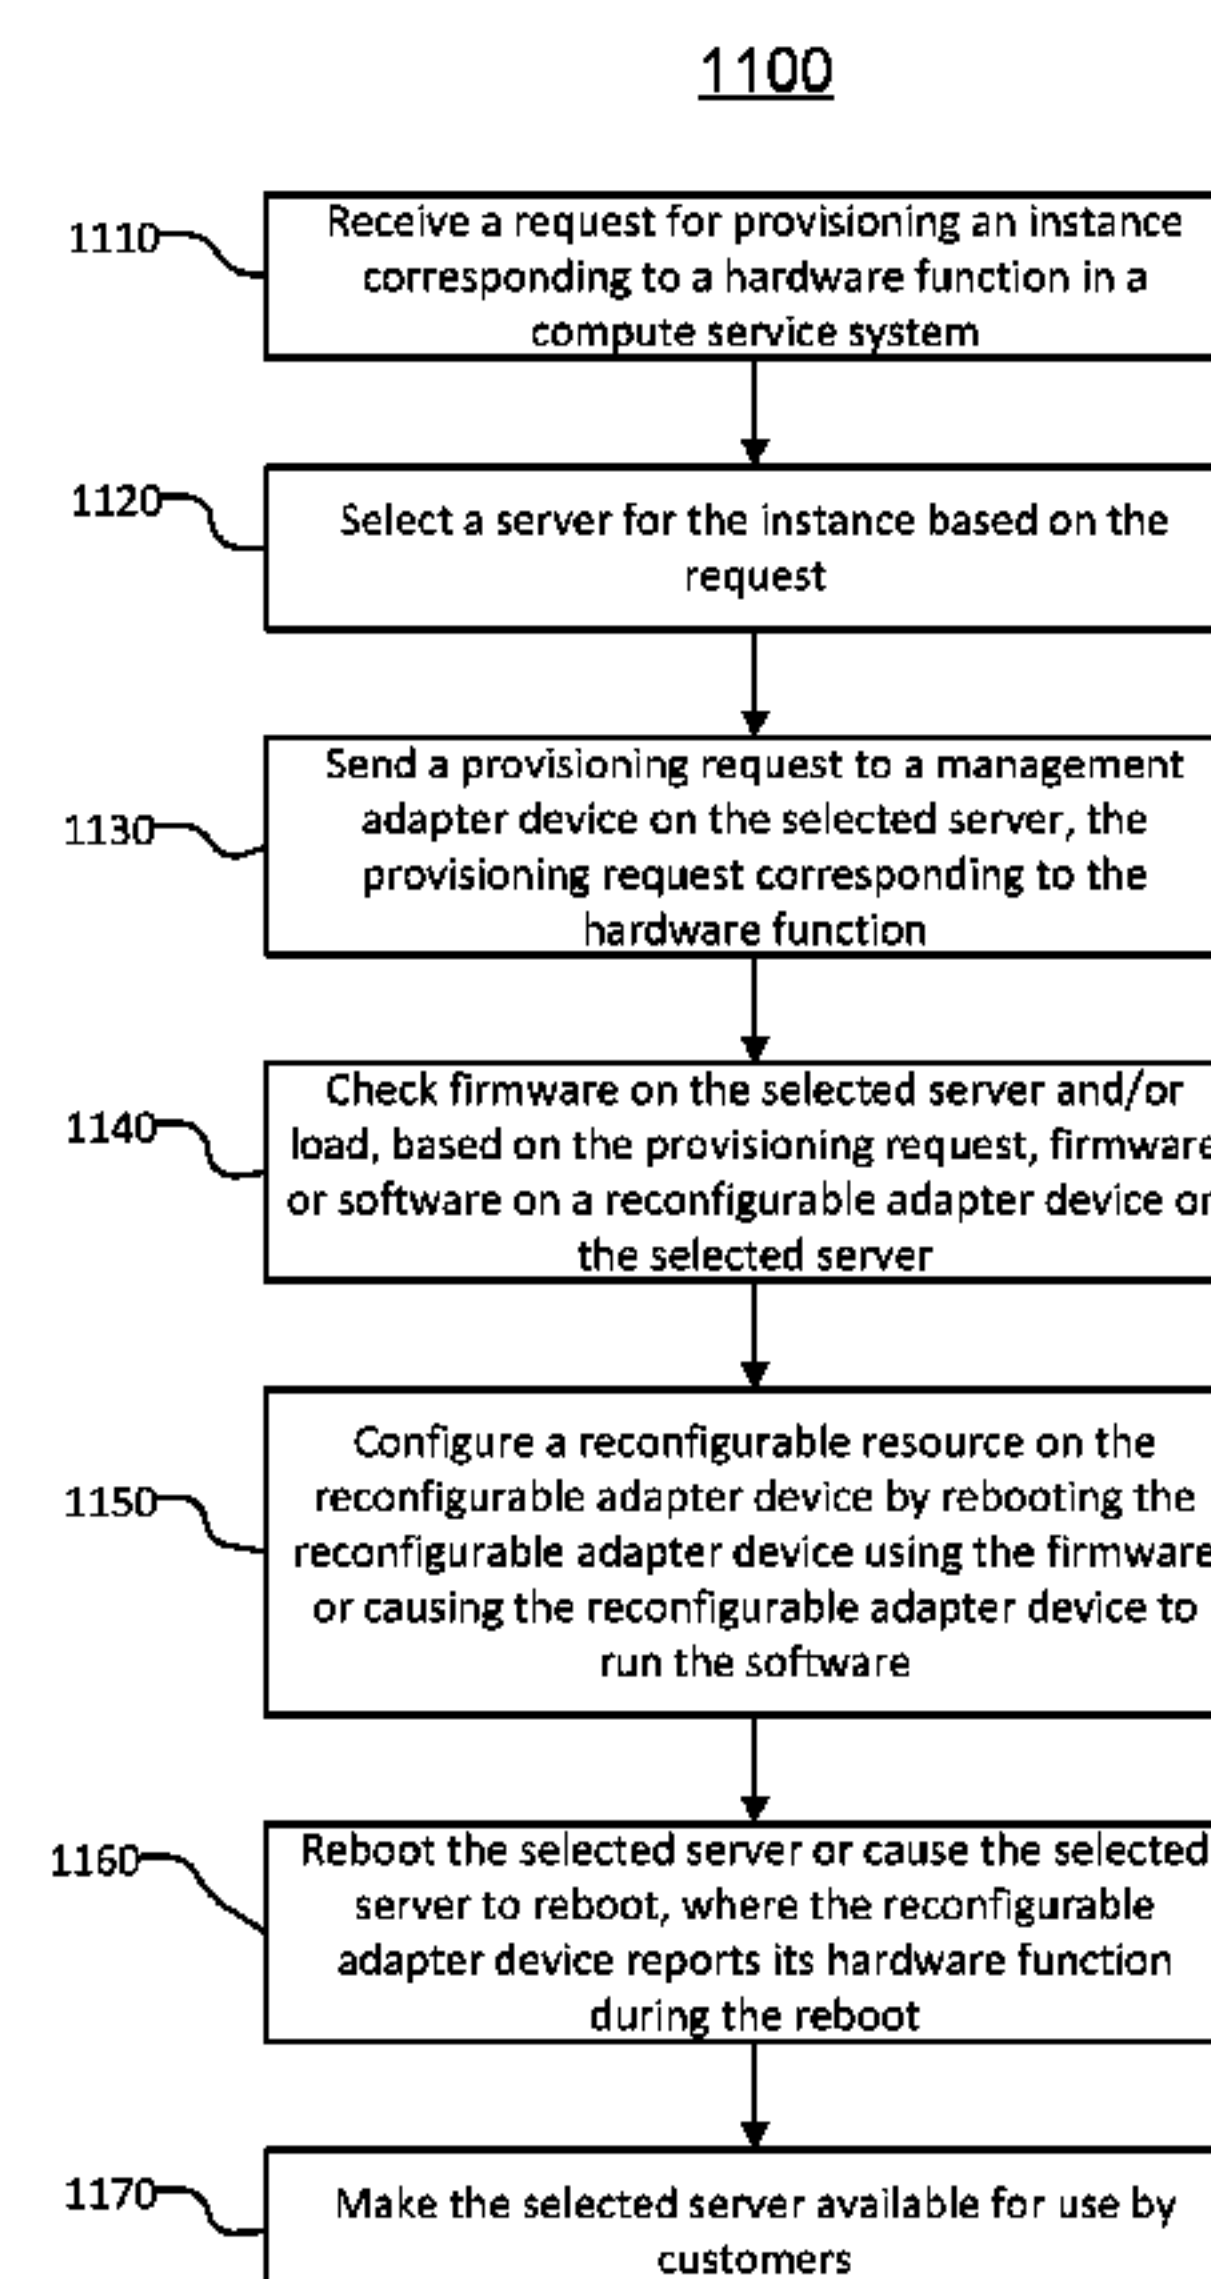 1100
1110
Receive a request for provisioning an instance
corresponding to a hardware function in a
compute service system
1120
Select a server for the instance based on the
request
1130
Send a provisioning request to a management
adapter device on the selected server, the
provisioning request corresponding to the
hardware function
1140
Check firmware on the selected server and/or
load, based on the provisioning request, firmware
or software on a reconfigurable adapter device on
the selected server
1150
Configure a reconfigurable resource on the
reconfigurable adapter device by rebooting the
reconfigurable adapter device using the firmware
or causing the reconfigurable adapter device to
run the software
1160
Reboot the selected server or cause the selected
server to reboot, where the reconfigurable
adapter device reports its hardware function
during the reboot
1170
Make the selected server available for use by
customers